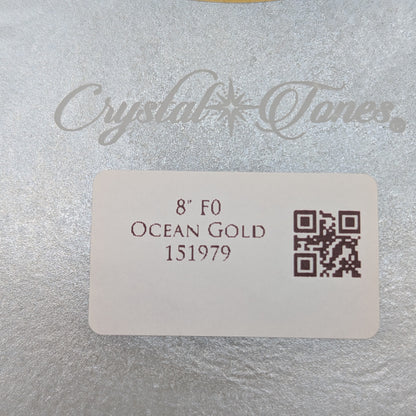 Crystal Tones®
8" F0
OCEAN GOLD
151979